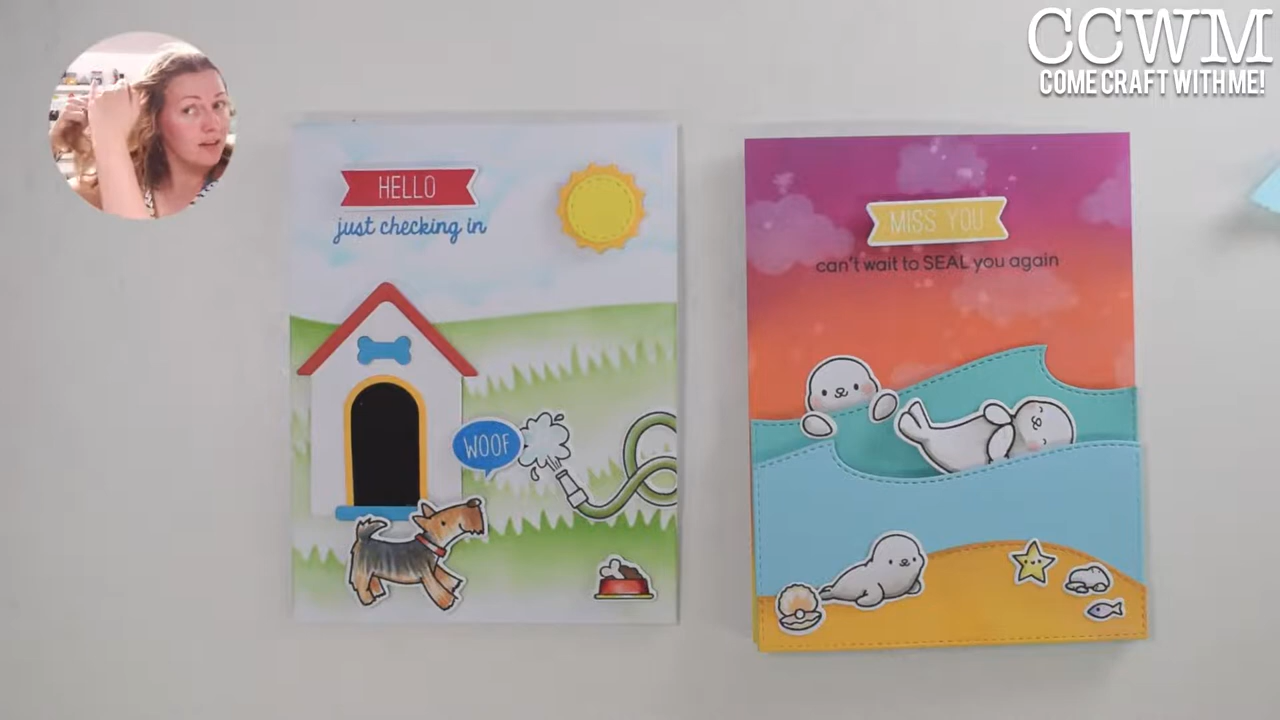 CCWM
COME CRAFT WITH ME!
HELLO
just checking in
WOOF
MISS YOU
can't wait to SEAL you again